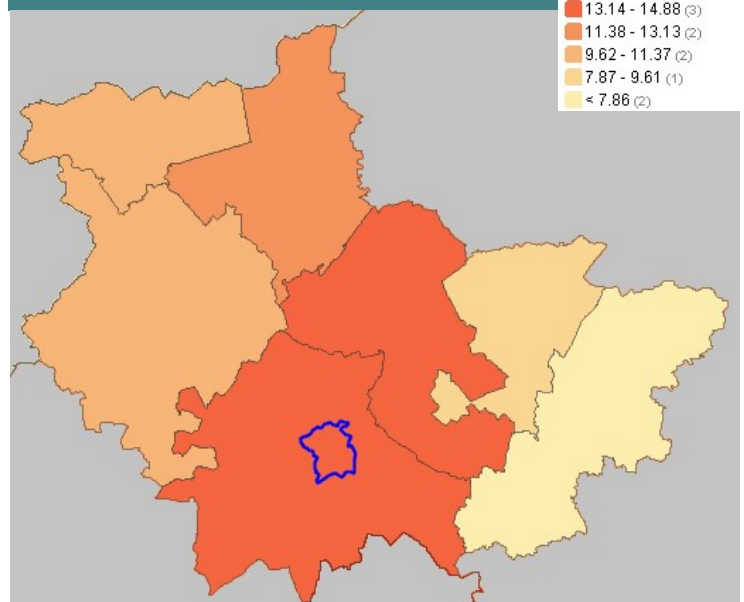 13.14 - 14.88 (3)
11.38 - 13.13 (2)
9.62 - 11.37 (2)
7.87 - 9.61 (1)
< 7.86 (2)